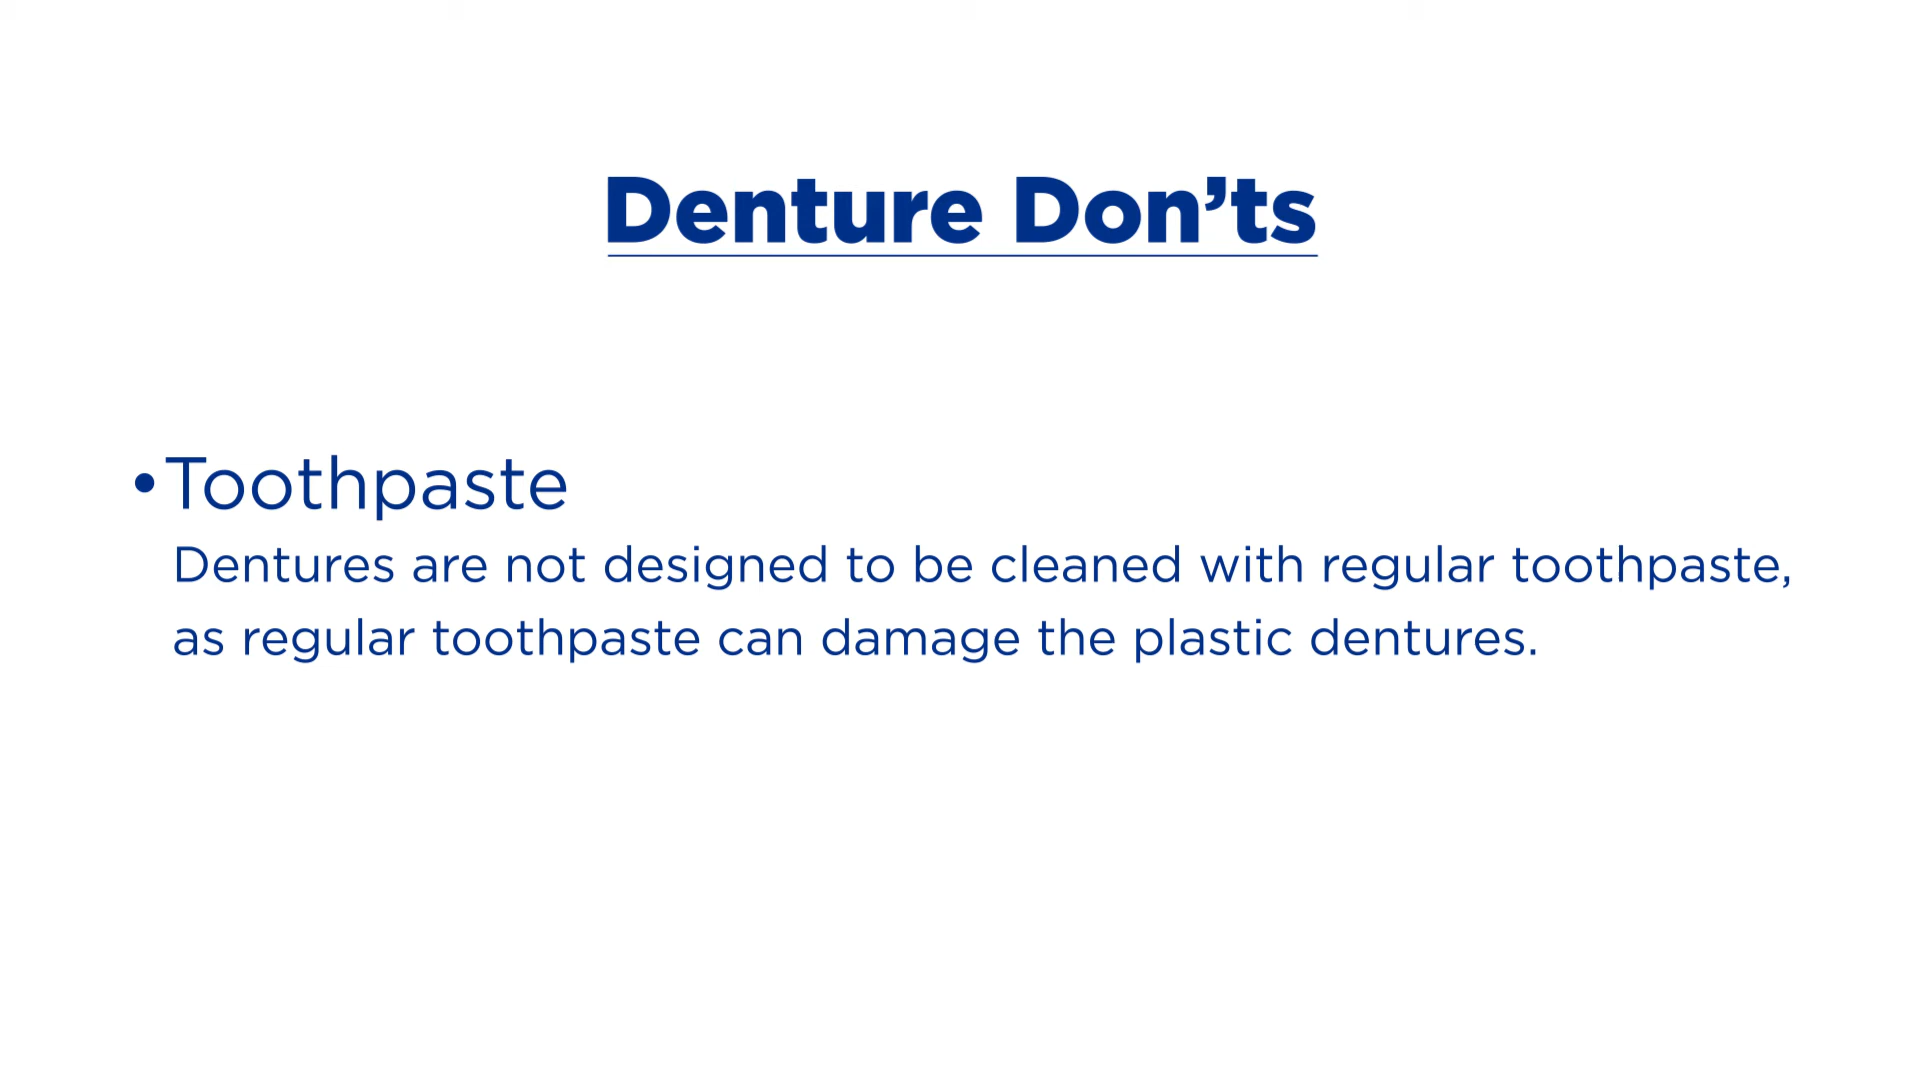 Denture Don’ts
•Toothpaste
Dentures are not designed to be cleaned with regular toothpaste,
as regular toothpaste can damage the plastic dentures.